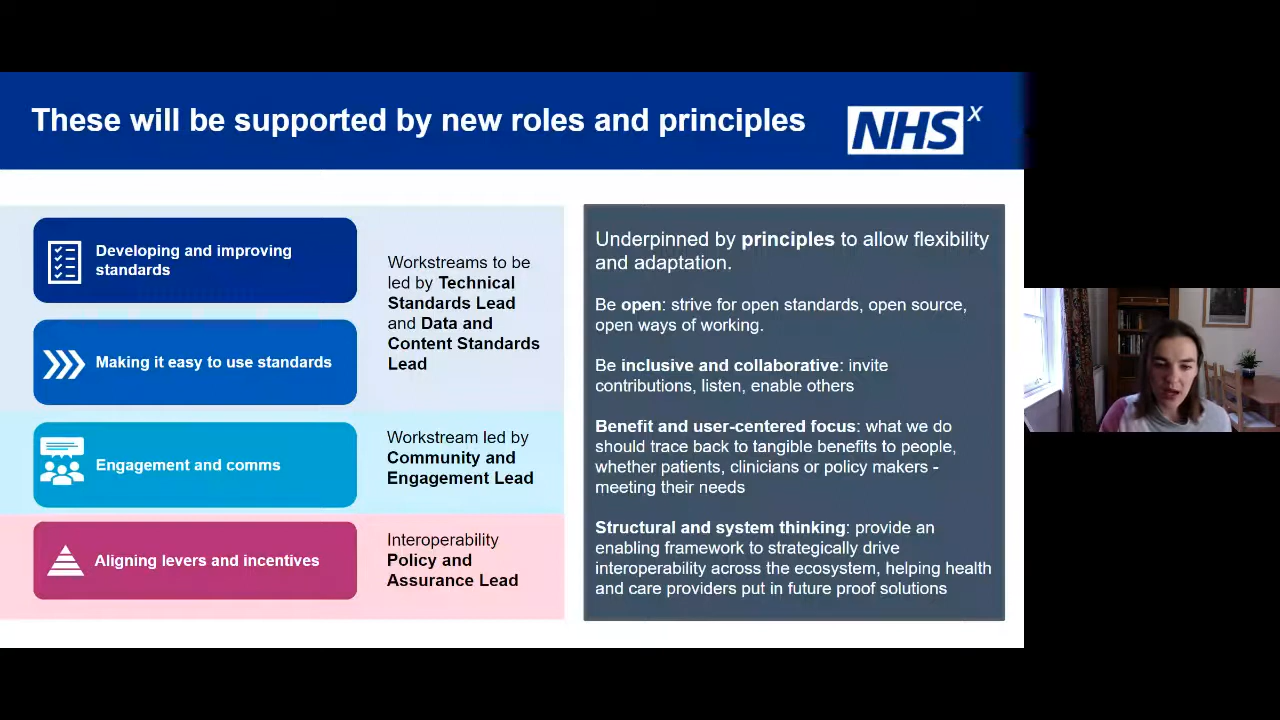 These will be supported by new roles and principles
NHS X
Developing and improving
standards
Making it easy to use standards
Workstreams to be
led by Technical
Standards Lead
and Data and
Content Standards
Lead
Engagement and comms
Workstream led by
Community and
Engagement Lead
Aligning levers and incentives
Interoperability
Policy and
Assurance Lead
Underpinned by principles to allow flexibility
and adaptation.
Be open: strive for open standards, open source,
open ways of working.
Be inclusive and collaborative: invite
contributions, listen, enable others
Benefit and user-centered focus: what we do
should trace back to tangible benefits to people,
whether patients, clinicians or policy makers -
meeting their needs
Structural and system thinking: provide an
enabling framework to strategically drive
interoperability across the ecosystem, helping health
and care providers put in future proof solutions